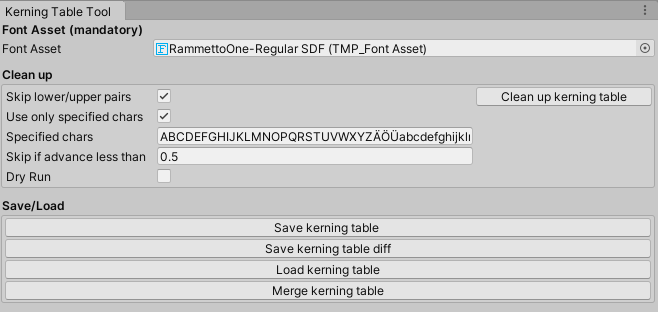 Kerning Table Tool
Font Asset (mandatory)
Font Asset RammettoOne-Regular SDF (TMP_Font Asset)
Clean up
Skip lower/upper pairs Clean up kerning table
Use only specified chars
Specified chars ABCDEFGHIJKLMNOPQRSTUVWXYZÄÖÜabcdefghijkl
Skip if advance less than 0.5
Dry Run
Save/Load
Save kerning table
Save kerning table diff
Load kerning table
Merge kerning table